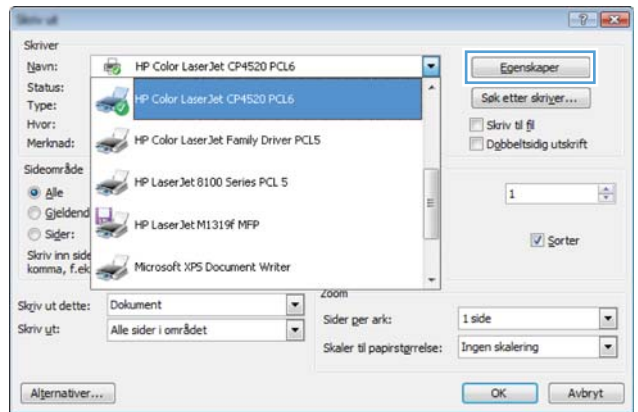 Skriv ut
Skriver
Navn:
HP Color LaserJet CP4520 PCL6
Egenskaper
Status:
HP Color LaserJet CP4520 PCL6
Søk etter skriver...
Type:
Hvor:
HP Color LaserJet Family Driver PCL5
Skriv til fil
Merknad:
Dobbeltsidig utskrift
Sideområde
HP LaserJet 8100 Series PCL 5
Alle
1
Gjeldend
HP LaserJet M1319f MFP
Sider:
Sorter
Skriv inn side
komma, f.ek
Microsoft XPS Document Writer
Zoom
Skriv ut dette:
Dokument
Sider per ark:
1 side
Skriv ut:
Alle sider i området
Skaler til papirstørrelse:
Ingen skalering
Alternativer...
OK
Avbryt